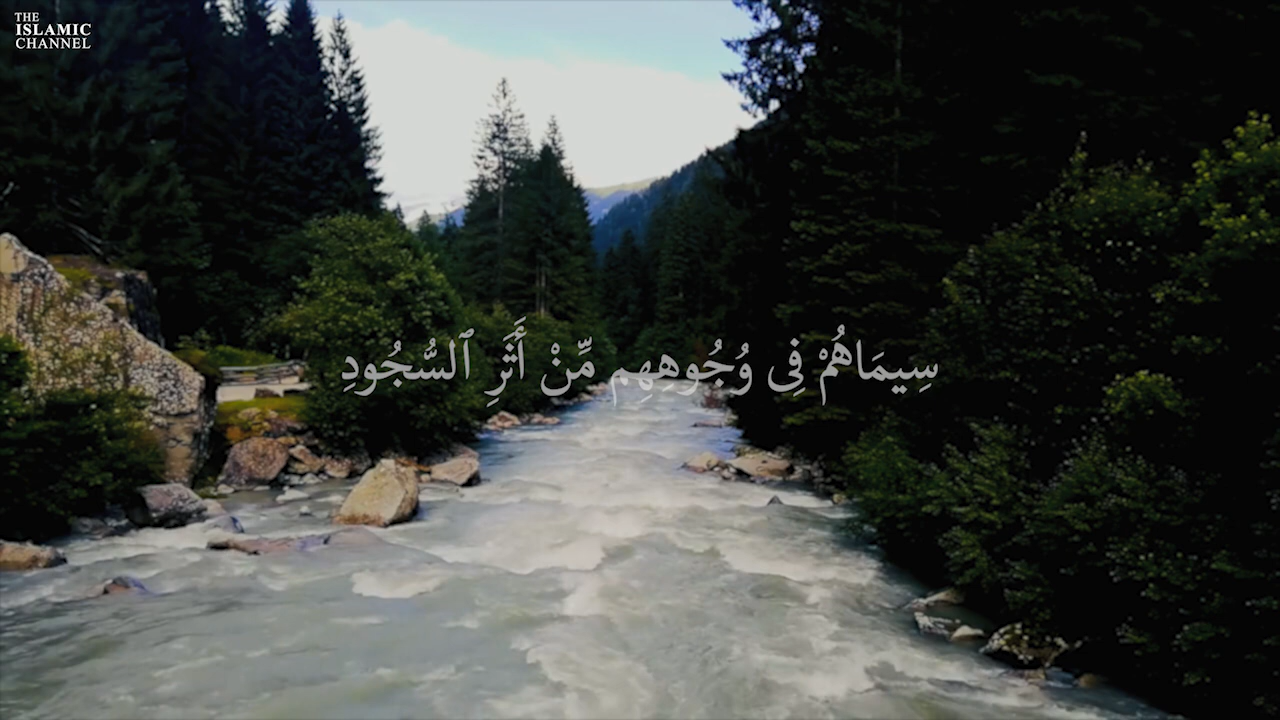 THE
ISLAMIC
CHANNEL
سِيمَاهُمْ فِى وُجُوهِهِم مِّنْ أَثَرِ ٱلسُّجُودِ